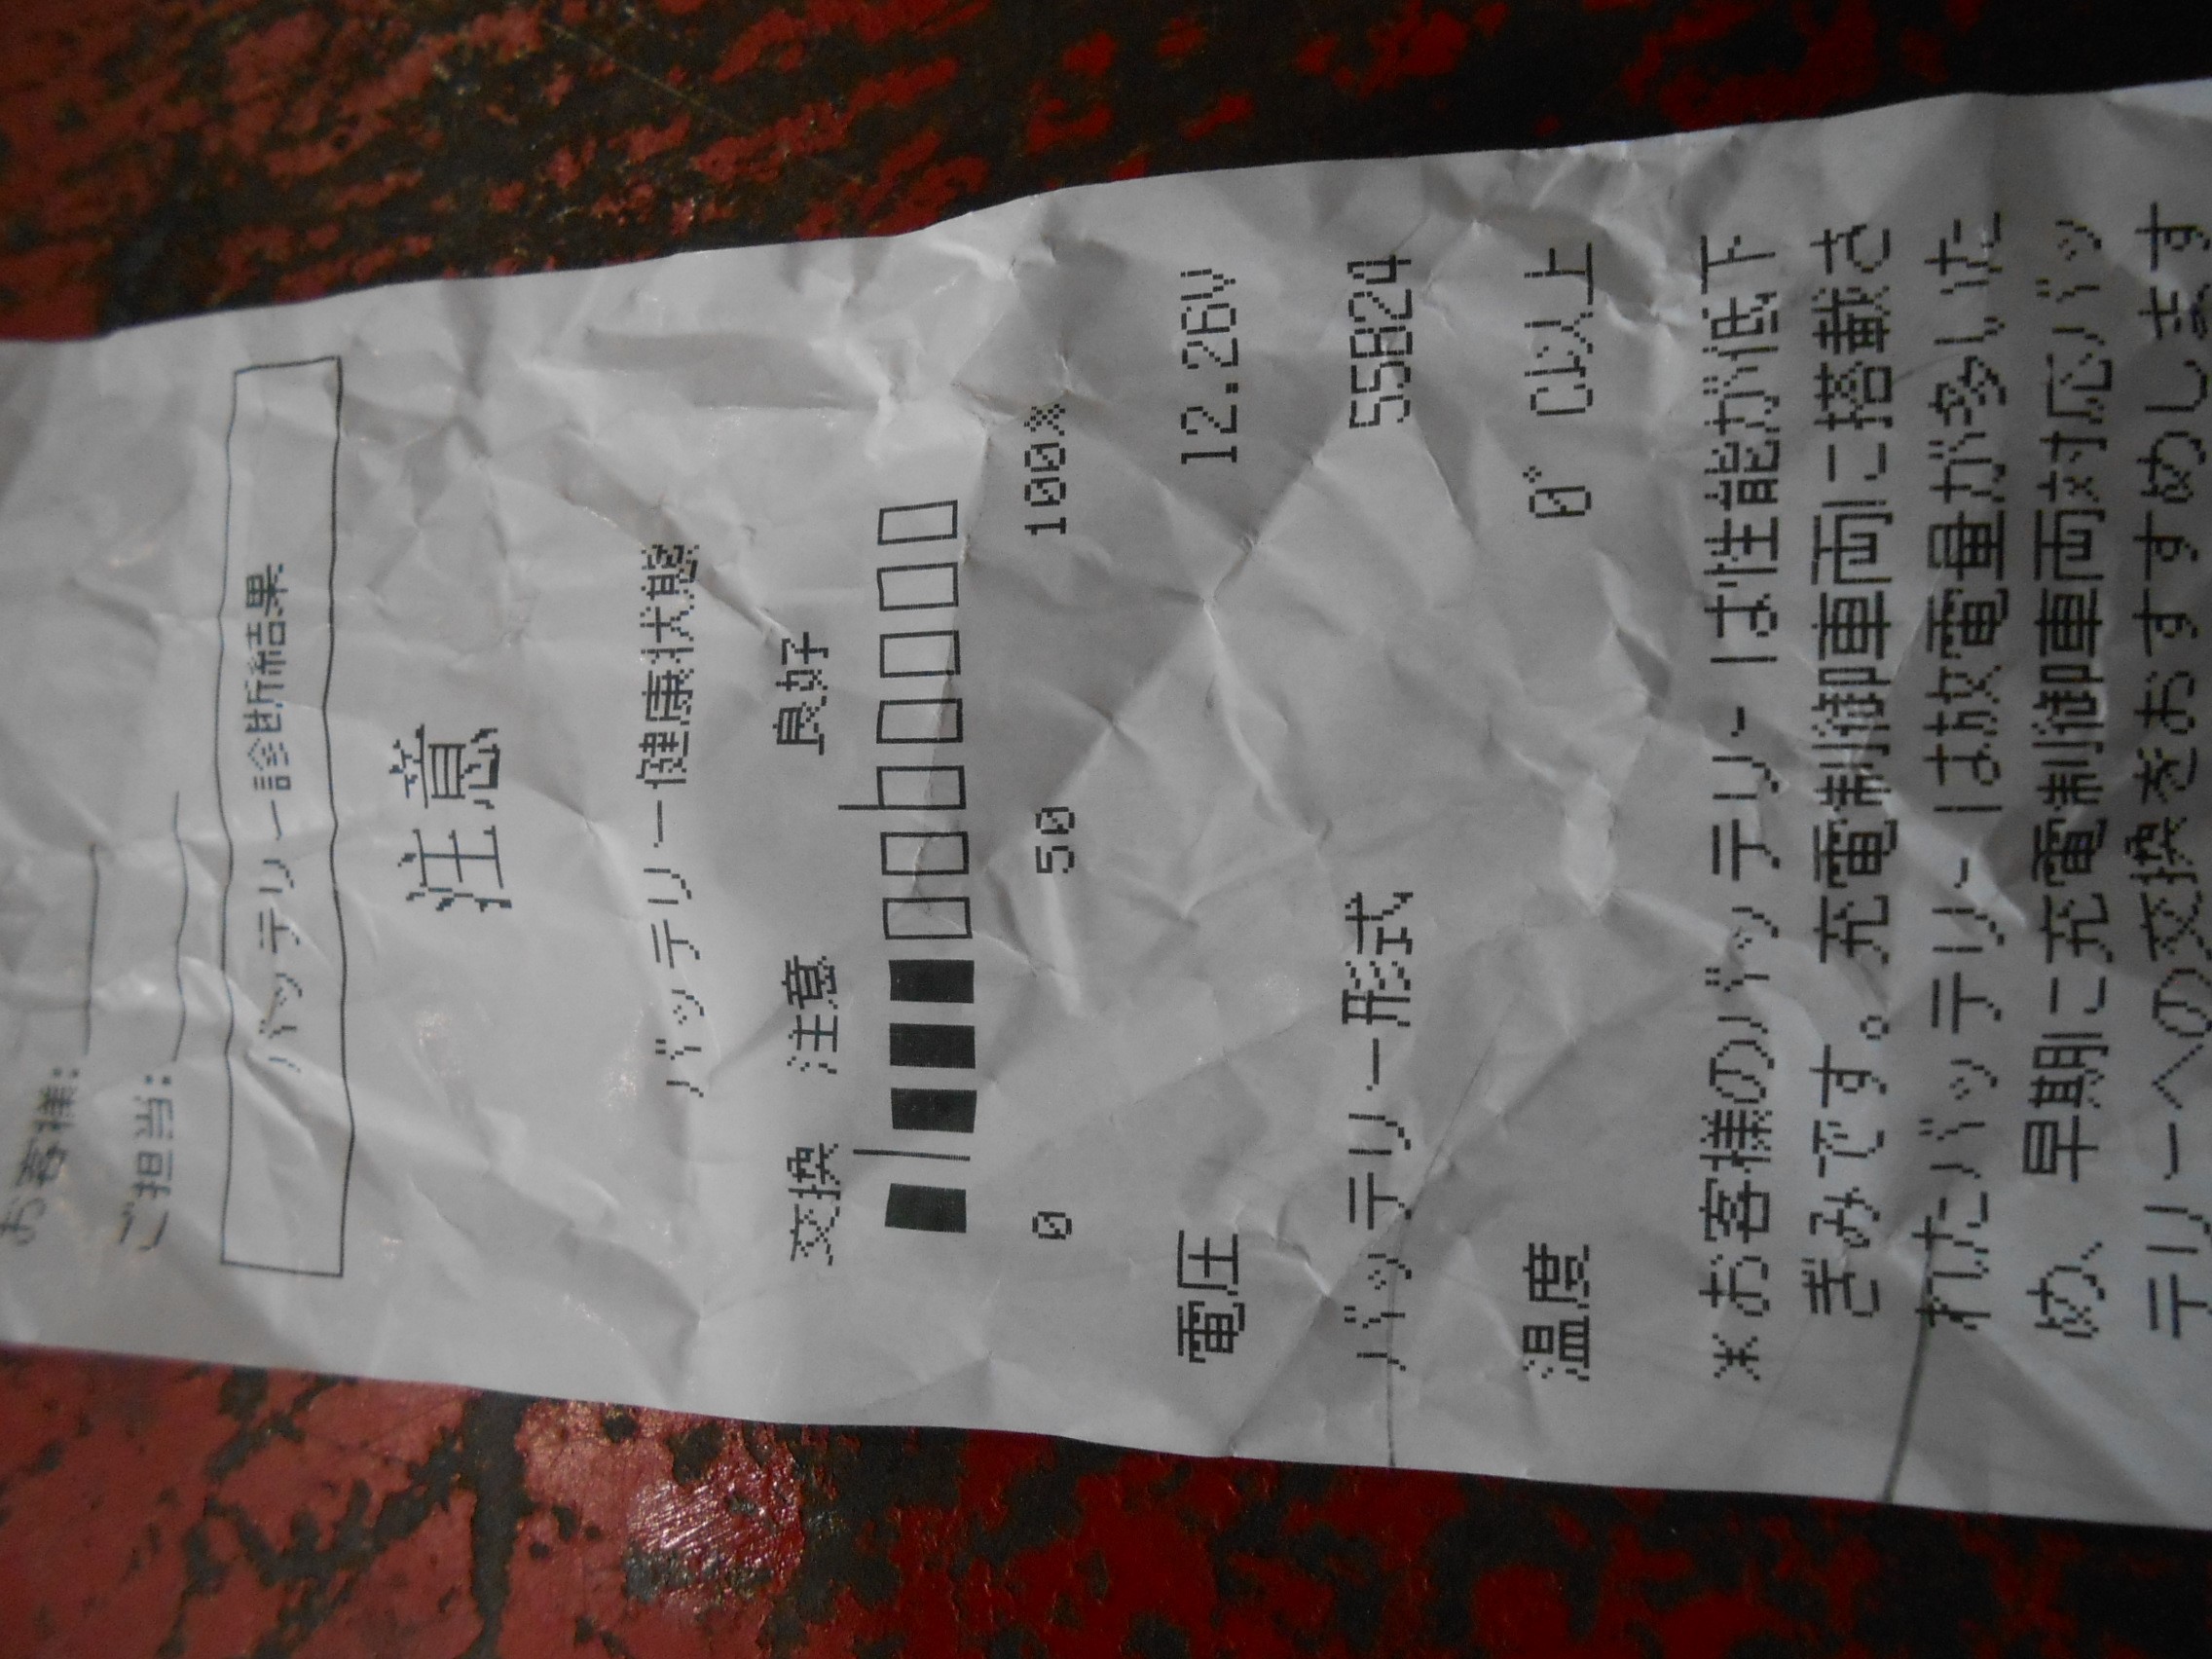 お客様:
ご担当:
バッテリー診断結果
注意
バッテリー健康状態
交換 注意 良好
0 50 100%
電圧 12.26V
バッテリー形式 55B24
温度 0° C以上
*お客様のバッテリーは性能が低下
ぎみです。充電制御車両に搭載さ
れたバッテリーは放電量が多いた
め、早期に充電制御車両対応バッ
テリーへの交換をおすすめします